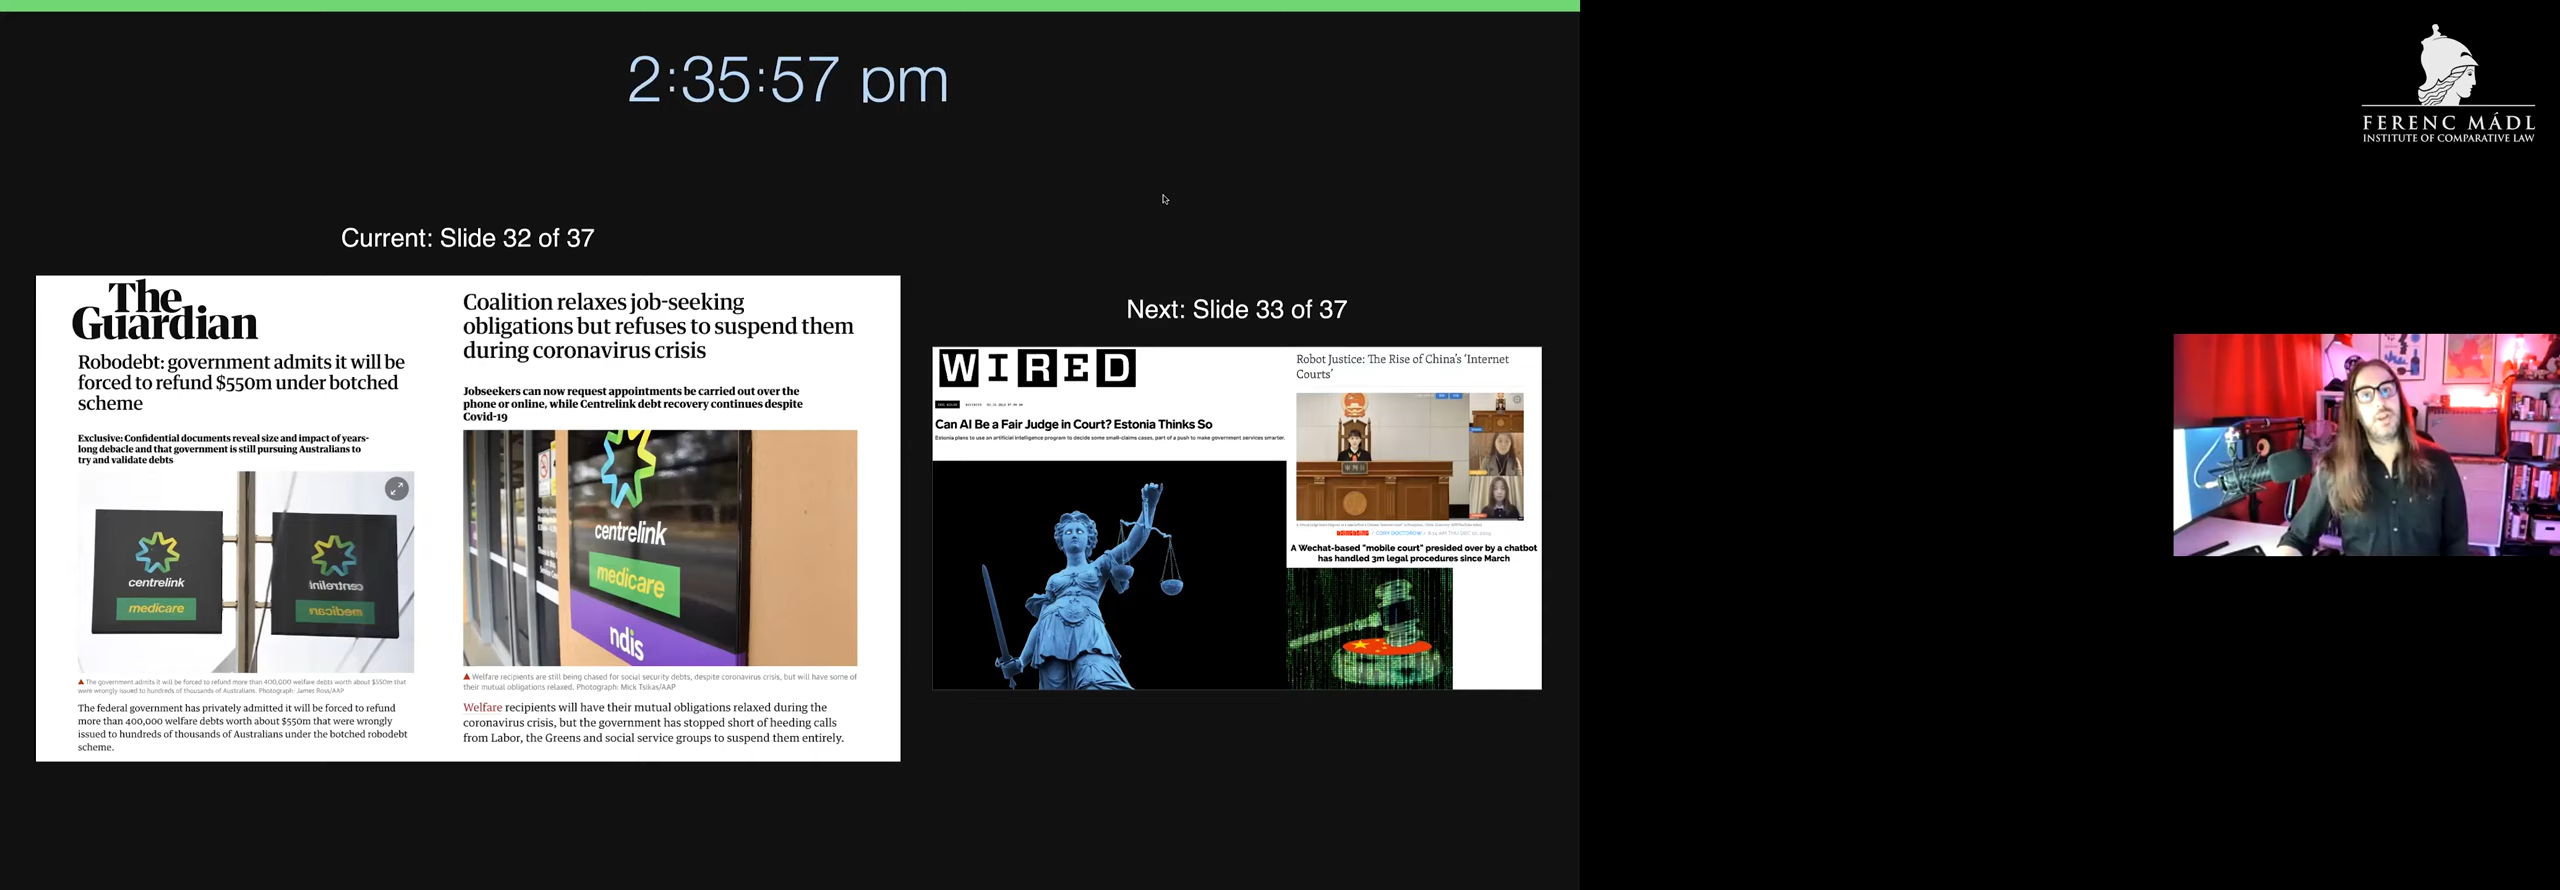 2:35:57 pm
FERENC MÁDL
INSTITUTE OF COMPARATIVE LAW
Current: Slide 32 of 37
The
Guardian
Robodebt: government admits it will be
forced to refund $550m under botched
scheme
Exclusive: Confidential documents reveal size and impact of years-
long debacle and that government is still pursuing Australians to
try and validate debts
centrelink
medicare
centrelink
medicare
The government admits it will be forced to refund more than 400,000 welfare debts worth about $550m that
were wrongly issued to hundreds of thousands of Australians. Photograph: James Ross/AAP
The federal government has privately admitted it will be forced to refund
more than 400,000 welfare debts worth about $550m that were wrongly
issued to hundreds of thousands of Australians under the botched robodebt
scheme.
Coalition relaxes job-seeking
obligations but refuses to suspend them
during coronavirus crisis
Jobseekers can now request appointments be carried out over the
phone or online, while Centrelink debt recovery continues despite
Covid-19
centrelink
medicare
ndis
Welfare recipients are still being chased for social security debts, despite coronavirus crisis, but will have some of
their mutual obligations relaxed. Photograph: Mick Tsikas/AAP
Welfare recipients will have their mutual obligations relaxed during the
coronavirus crisis, but the government has stopped short of heeding calls
from Labor, the Greens and social service groups to suspend them entirely.
Next: Slide 33 of 37
WIRED
Can AI Be a Fair Judge in Court? Estonia Thinks So
Estonia plans to use an artificial intelligence program to decide some small-claims cases, part of a push to make government services smarter.
Robot Justice: The Rise of China's 'Internet
Courts'
/ CORY DOCTOROW /
A Wechat-based "mobile court" presided over by a chatbot
has handled 3m legal procedures since March